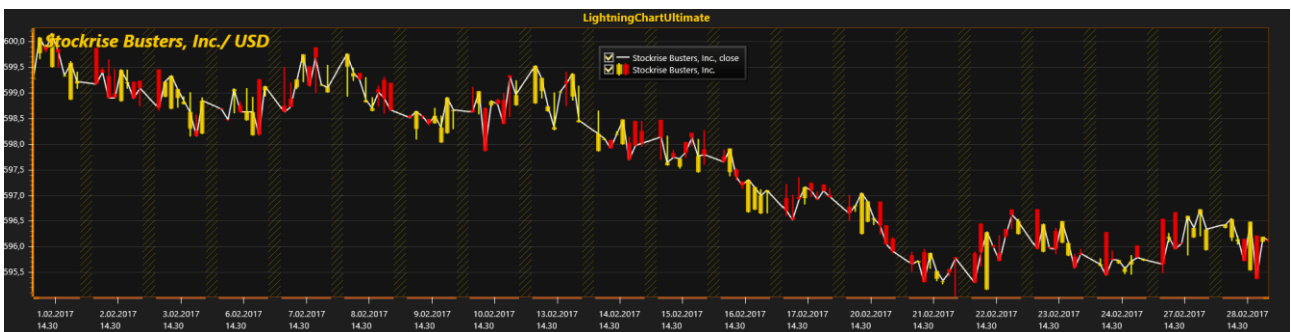 LightningChartUltimate
Stockrise Busters, Inc./ USD
Stockrise Busters, Inc., close
Stockrise Busters, Inc.
600,0
599,5
599,0
598,5
598,0
597,5
597,0
596,5
596,0
595,5
1.02.2017 2.02.2017 3.02.2017 6.02.2017 7.02.2017 8.02.2017 9.02.2017 10.02.2017 13.02.2017 14.02.2017 15.02.2017 16.02.2017 17.02.2017 20.02.2017 21.02.2017 22.02.2017 23.02.2017 24.02.2017 27.02.2017 28.02.2017
14.30 14.30 14.30 14.30 14.30 14.30 14.30 14.30 14.30 14.30 14.30 14.30 14.30 14.30 14.30 14.30 14.30 14.30 14.30 14.30